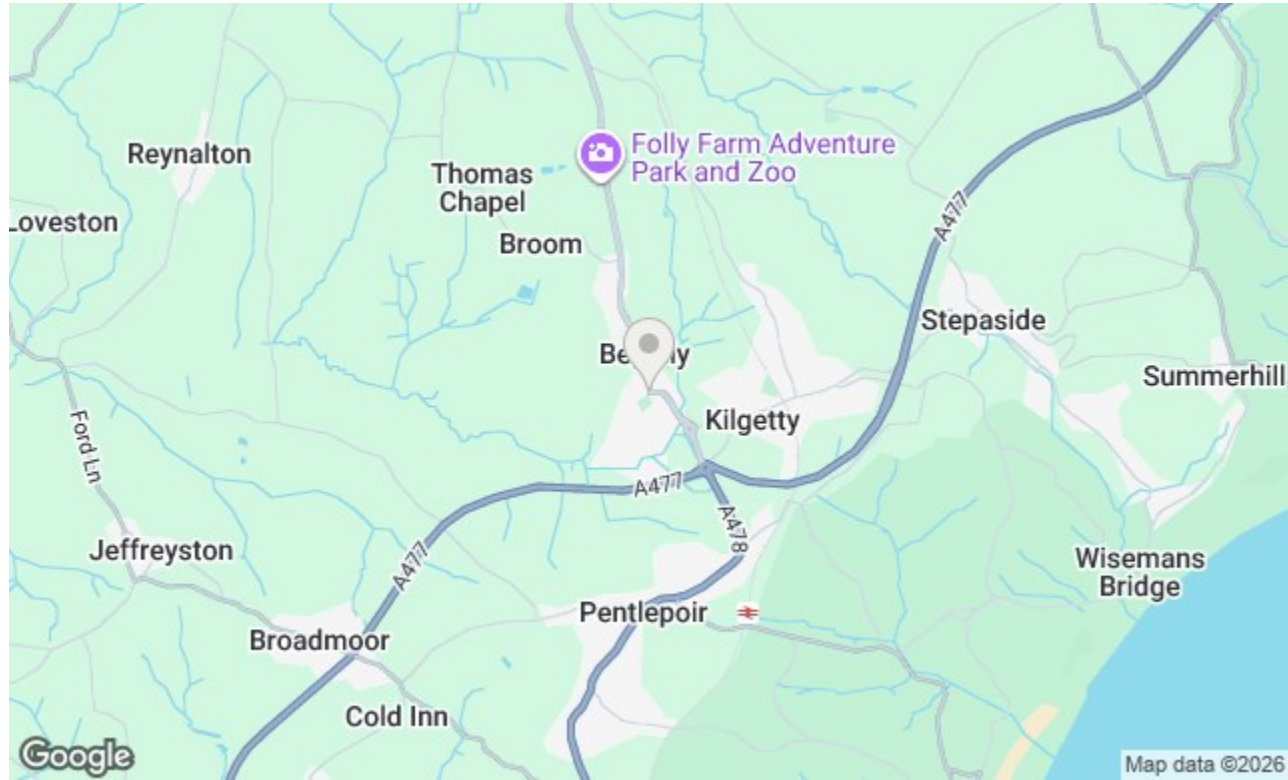 Reynalton
Folly Farm Adventure
Park and Zoo
Thomas
Chapel
Loveston
Broom
A477
Stepaside
Summerhill
Kilgetty
Ford Ln
A477
A478
Jeffreyston
A477
Wisemans
Bridge
Pentlepoir
Broadmoor
Cold Inn
Google
Map data ©2026